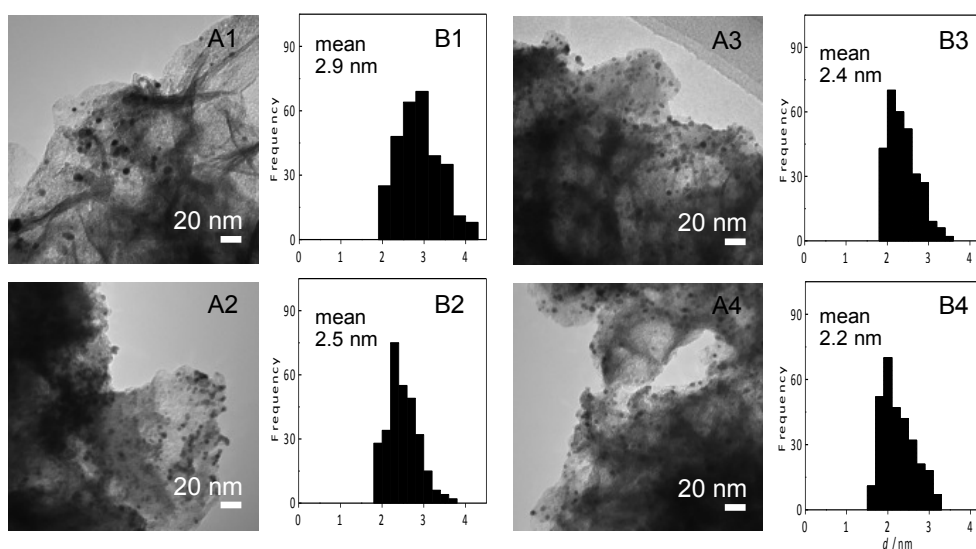 A1
20 nm
B1
mean
2.9 nm
Frequency
90
60
30
0
0 1 2 3 4
A3
20 nm
B3
mean
2.4 nm
Frequency
90
60
30
0
0 1 2 3 4
A2
20 nm
B2
mean
2.5 nm
Frequency
90
60
30
0
0 1 2 3 4
A4
20 nm
B4
mean
2.2 nm
Frequency
90
60
30
0
0 1 2 3 4
d/nm